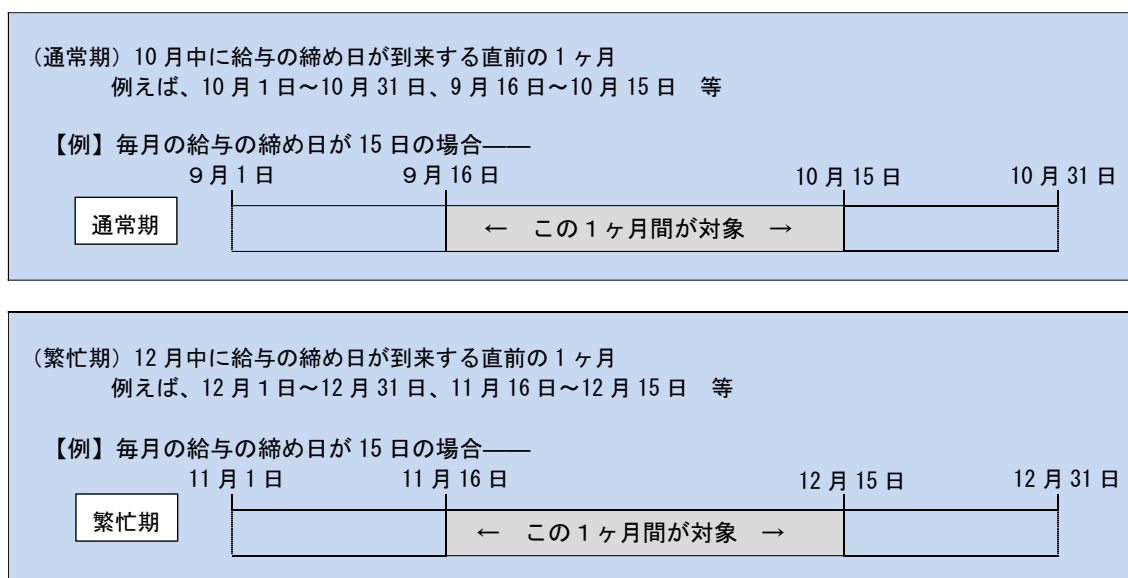 （通常期）10 月中に給与の締め日が到来する直前の 1 ヶ月
例えば、10 月１日～10 月 31 日、9 月 16 日～10 月 15 日　等
【例】毎月の給与の締め日が 15 日の場合――
９月 1 日　９月 16 日　10 月 15 日　10 月 31 日
通常期　←　この１ヶ月間が対象　→
（繁忙期）12 月中に給与の締め日が到来する直前の 1 ヶ月
例えば、12 月１日～12 月 31 日、11 月 16 日～12 月 15 日　等
【例】毎月の給与の締め日が 15 日の場合――
11 月 1 日　11 月 16 日　12 月 15 日　12 月 31 日
繁忙期　←　この１ヶ月間が対象　→